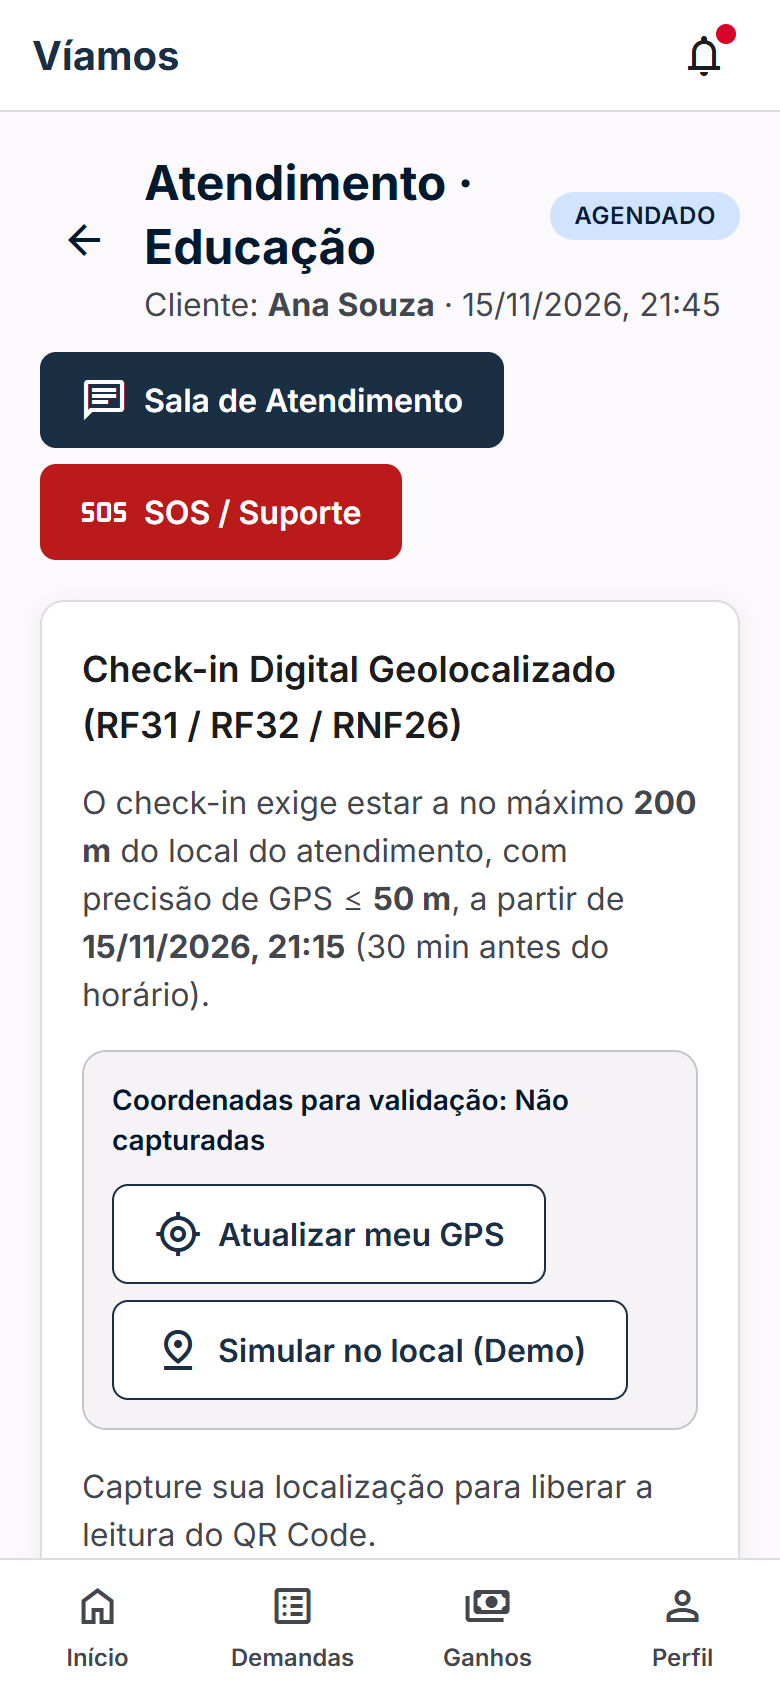 Víamos
Atendimento ·
Educação
AGENDADO
Cliente: Ana Souza · 15/11/2026, 21:45
Sala de Atendimento
SOS SOS / Suporte
Check-in Digital Geolocalizado
(RF31 / RF32 / RNF26)
O check-in exige estar a no máximo 200
m do local do atendimento, com
precisão de GPS ≤ 50 m, a partir de
15/11/2026, 21:15 (30 min antes do
horário).
Coordenadas para validação: Não
capturadas
Atualizar meu GPS
Simular no local (Demo)
Capture sua localização para liberar a
leitura do QR Code.
Início Demandas Ganhos Perfil